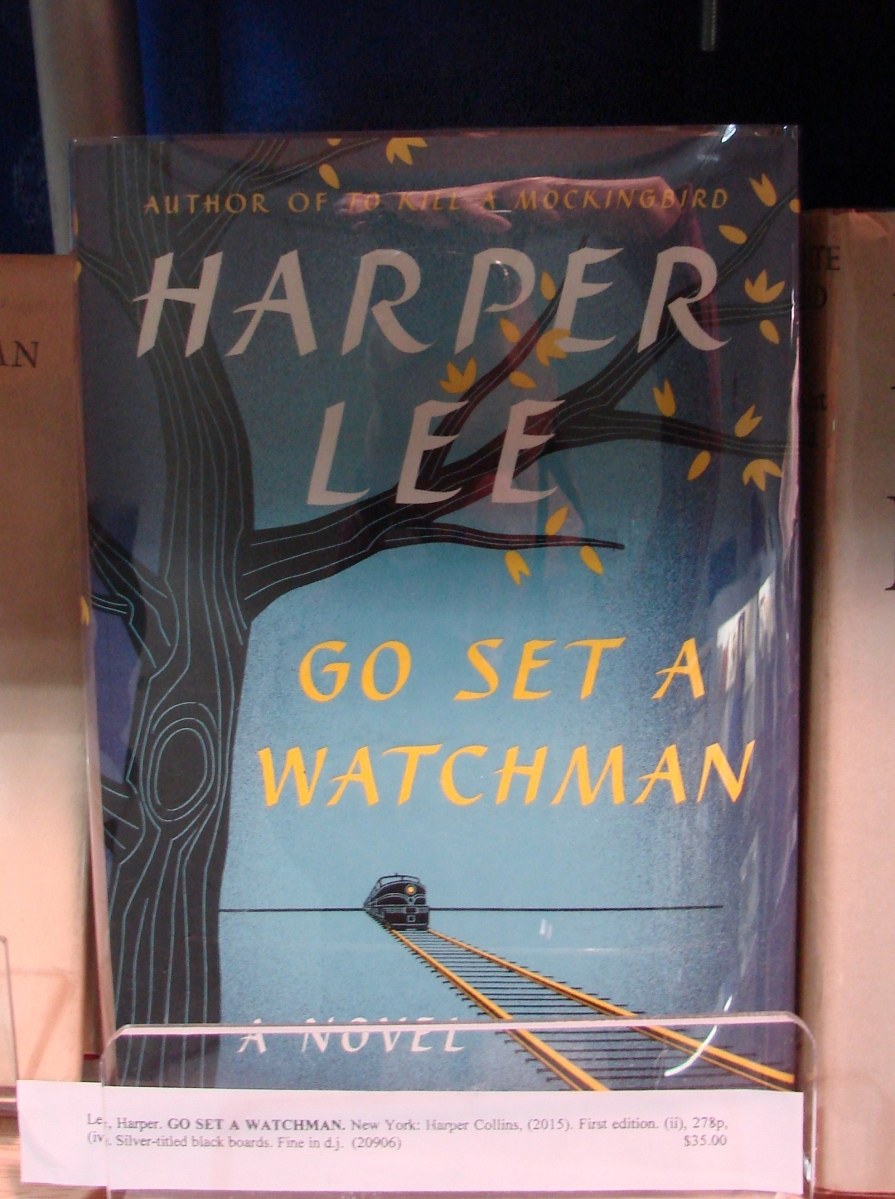 AUTHOR OF TO KILL A MOCKINGBIRD
HARPER
LEE
GO SET A
WATCHMAN
A NOVEL
Harper. GO SET A WATCHMAN. New York: Harper Collins, (2015). First edition. (ii), 278p,
(iv). Silver-titled black boards. Fine in d.j. (20906) $35.00